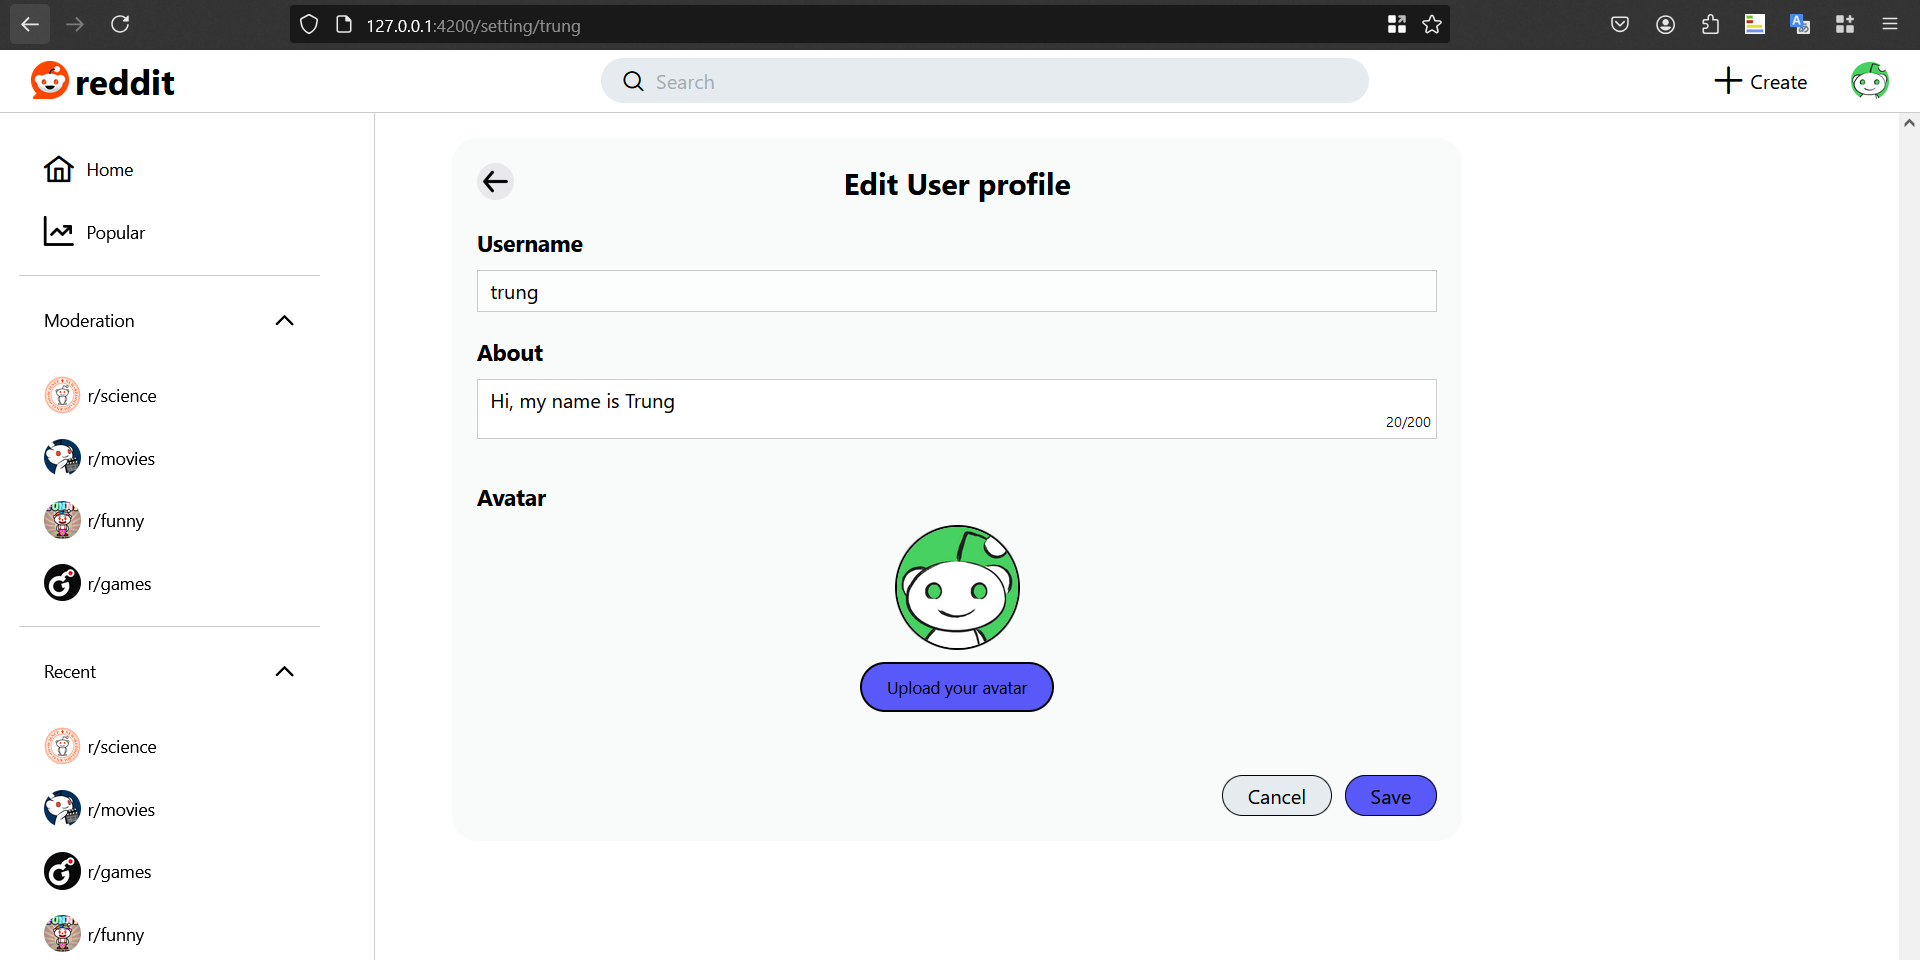 127.0.0.1:4200/setting/trung
reddit
Search
Create
Home
Popular
Moderation
r/science
r/movies
r/funny
r/games
Recent
r/science
r/movies
r/games
r/funny
Edit User profile
Username
trung
About
Hi, my name is Trung
20/200
Avatar
Upload your avatar
Cancel
Save